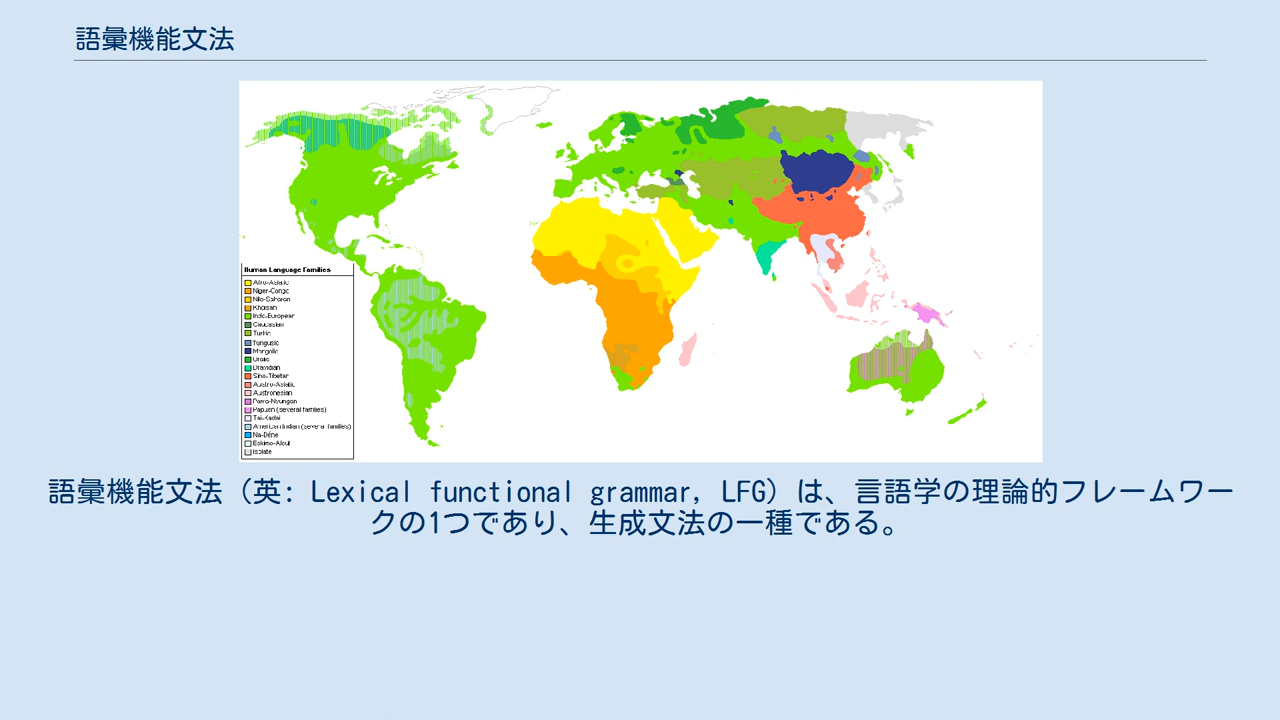 語彙機能文法
Human Language Families
Afro-Asiatic
Niger-Congo
Nilo-Saharan
Khoisan
Indo-European
Caucasian
Turkic
Tungusic
Mongolic
Uralic
Dravidian
Sino-Tibetan
Austro-Asiatic
Austronesian
Pama-Nyungan
Papuan (several families)
Tai-Kadai
American Indian (several families)
Na-Dene
Eskimo-Aleut
Isolate
語彙機能文法（英: Lexical functional grammar, LFG）は、言語学の理論的フレームワー
クの1つであり、生成文法の一種である。